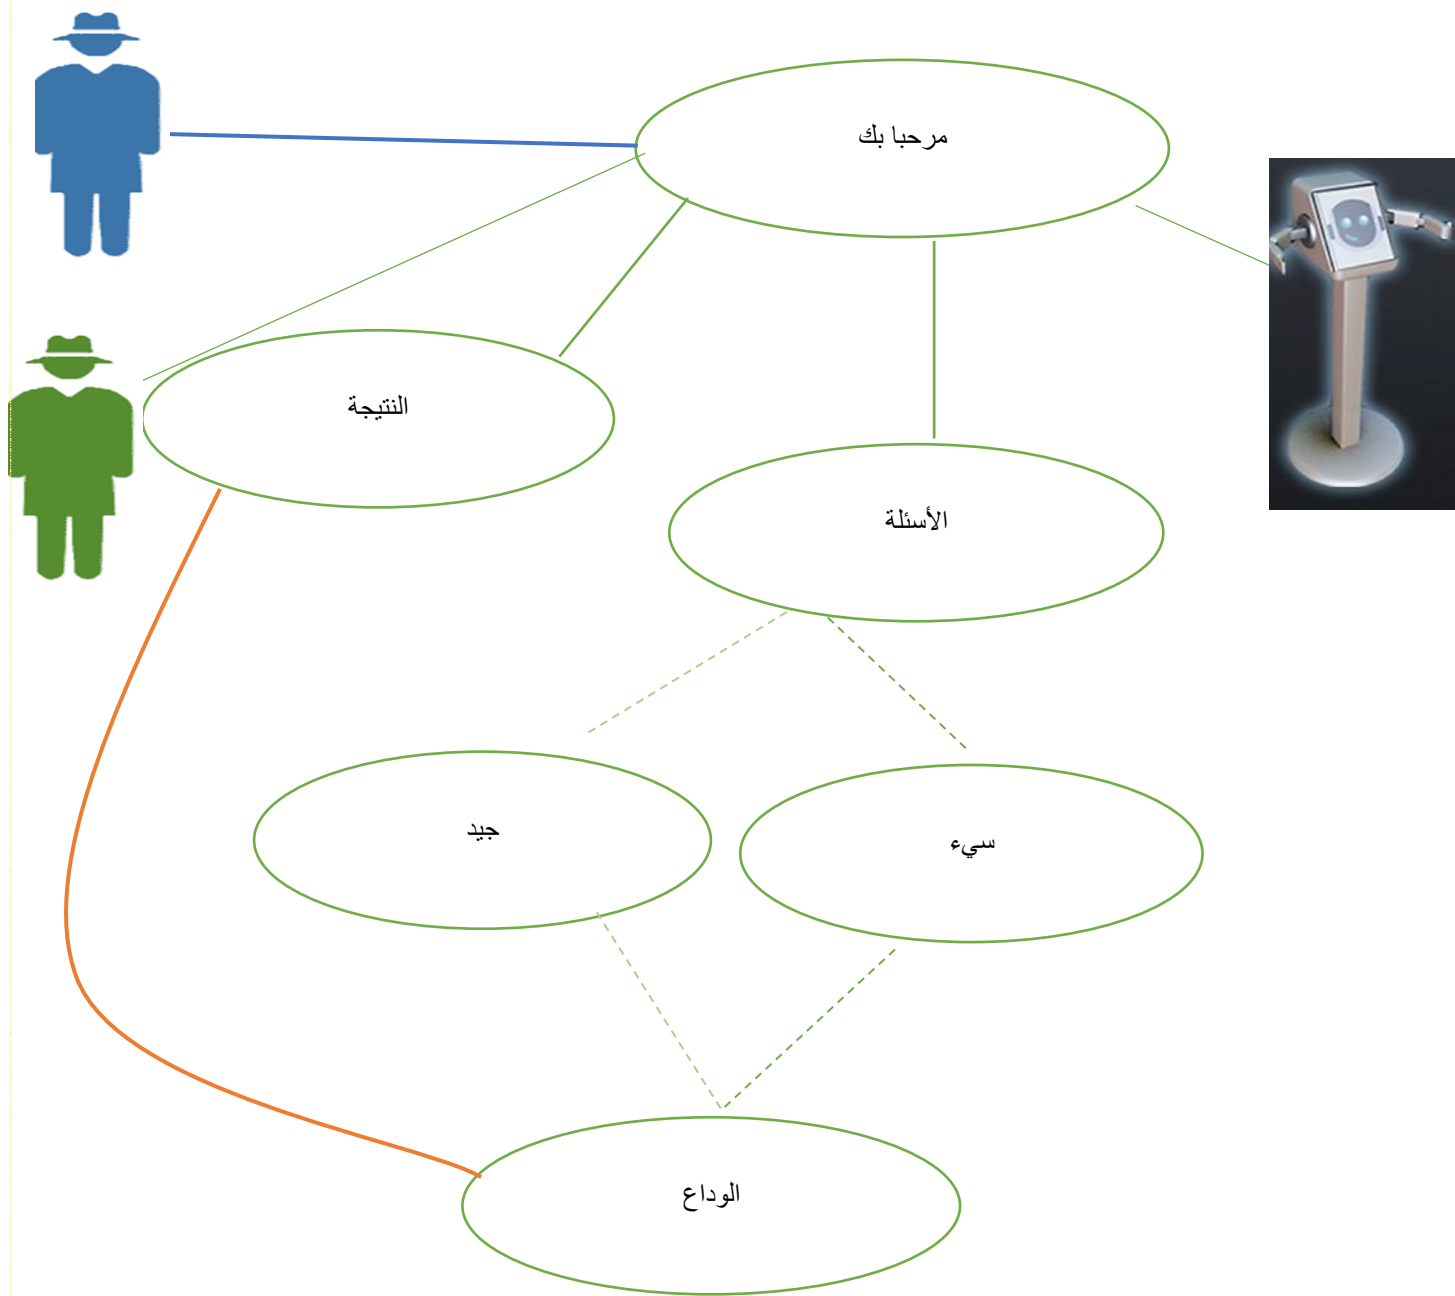 مرحبا بك
النتيجة
الأسئلة
جيد
سيء
الوداع